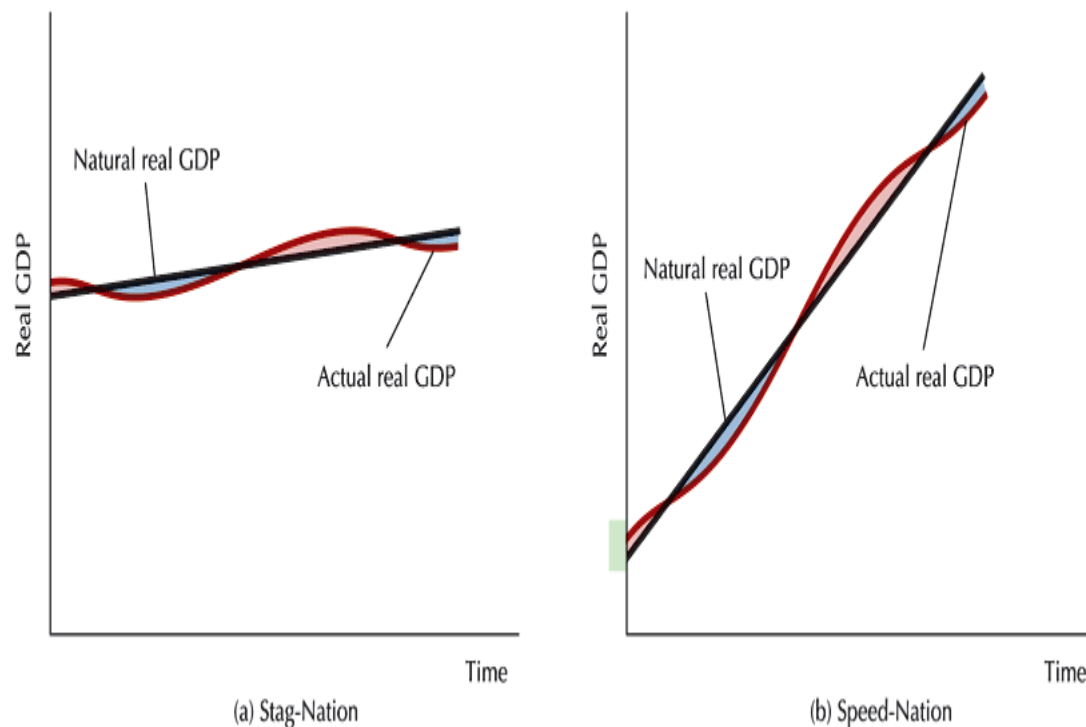 Natural real GDP
Actual real GDP
Real GDP
Time
(a) Stag-Nation
Natural real GDP
Actual real GDP
Real GDP
Time
(b) Speed-Nation